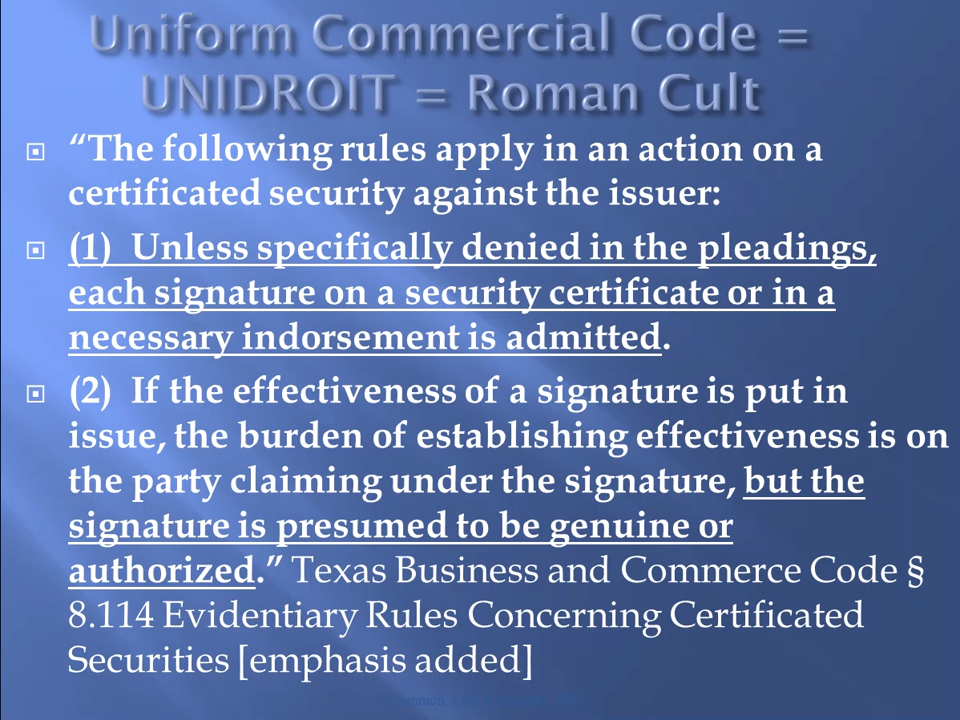 Uniform Commercial Code =
UNIDROIT = Roman Cult
“The following rules apply in an action on a
certificated security against the issuer:
(1) Unless specifically denied in the pleadings,
each signature on a security certificate or in a
necessary indorsement is admitted.
(2) If the effectiveness of a signature is put in
issue, the burden of establishing effectiveness is on
the party claiming under the signature, but the
signature is presumed to be genuine or
authorized.” Texas Business and Commerce Code §
8.114 Evidentiary Rules Concerning Certificated
Securities [emphasis added]
Common